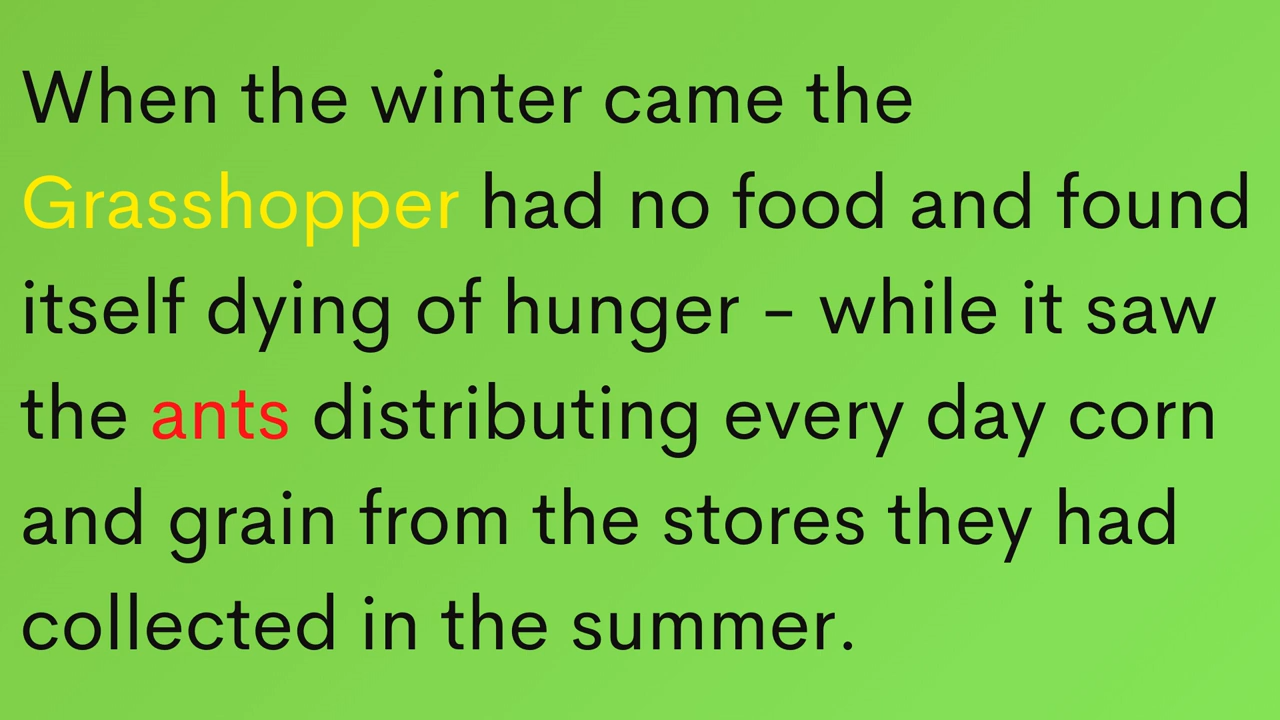 When the winter came the
Grasshopper had no food and found
itself dying of hunger – while it saw
the ants distributing every day corn
and grain from the stores they had
collected in the summer.